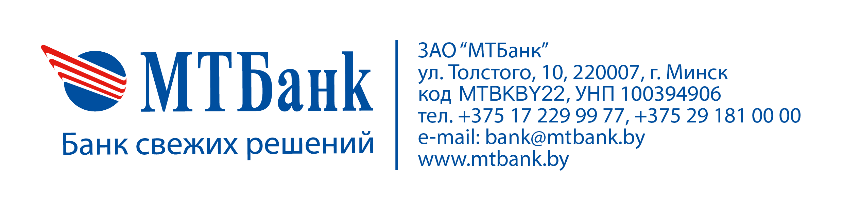 МТБанк
Банк свежих решений
ЗАО “МТБанк”
ул. Толстого, 10, 220007, г. Минск
код MTBKBY22, УНП 100394906
тел. +375 17 229 99 77, +375 29 181 00 00
e-mail: bank@mtbank.by
www.mtbank.by